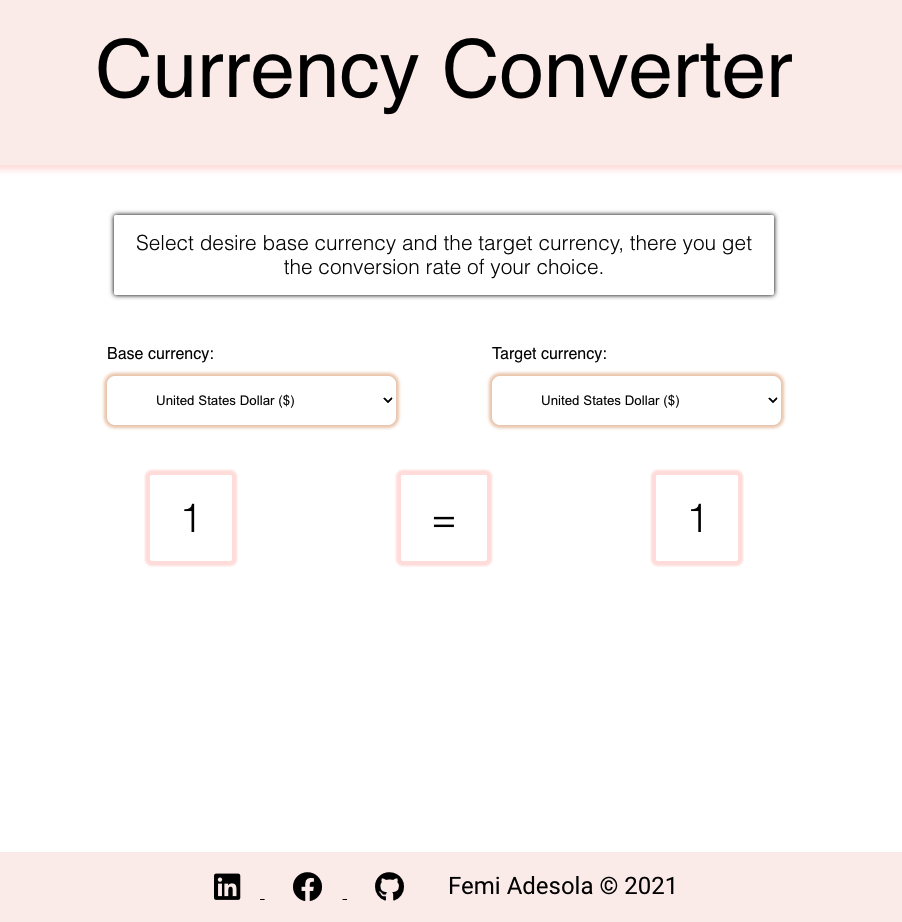 Currency Converter
Select desire base currency and the target currency, there you get
the conversion rate of your choice.
Base currency:
Target currency:
United States Dollar ($)
United States Dollar ($)
1
=
1
Femi Adesola © 2021